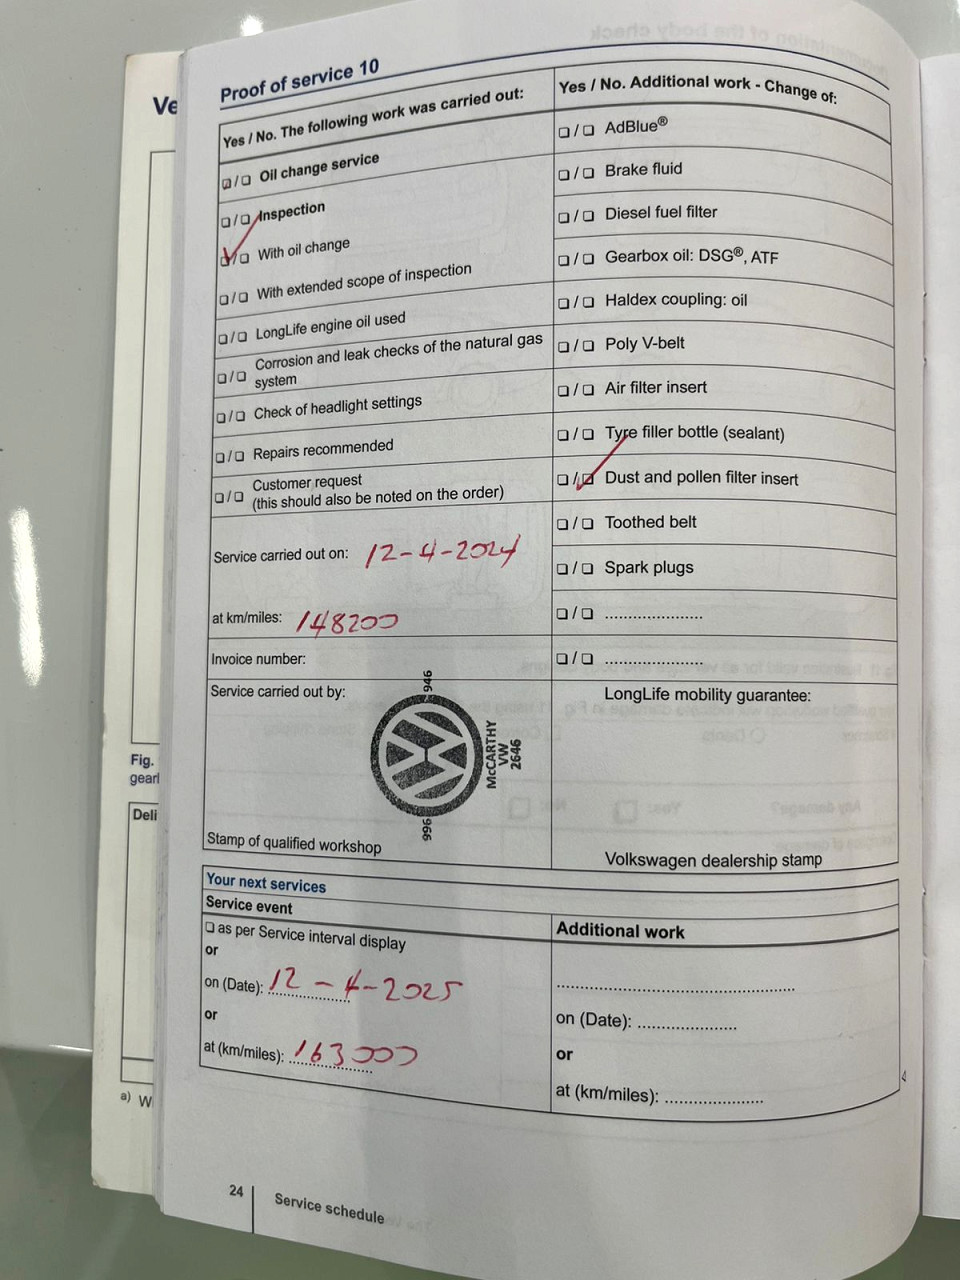 Ve
Proof of service 10
Yes / No. The following work was carried out:
Oil change service
Inspection
With oil change
With extended scope of inspection
LongLife engine oil used
Corrosion and leak checks of the natural gas
system
Check of headlight settings
Repairs recommended
Customer request
(this should also be noted on the order)
Service carried out on: 12-4-2024
at km/miles: 148200
Invoice number:
Service carried out by:
946
McCARTHY
VW
2646
996
Stamp of qualified workshop
Yes / No. Additional work - Change of:
AdBlue®
Brake fluid
Diesel fuel filter
Gearbox oil: DSG®, ATF
Haldex coupling: oil
Poly V-belt
Air filter insert
Tyre filler bottle (sealant)
Dust and pollen filter insert
Toothed belt
Spark plugs
LongLife mobility guarantee:
Volkswagen dealership stamp
Your next services
Service event
as per Service interval display
or
on (Date): 12-4-2025
or
at (km/miles): 163000
Additional work
on (Date):
or
at (km/miles):
Fig.
Deli
a) W
24 Service schedule